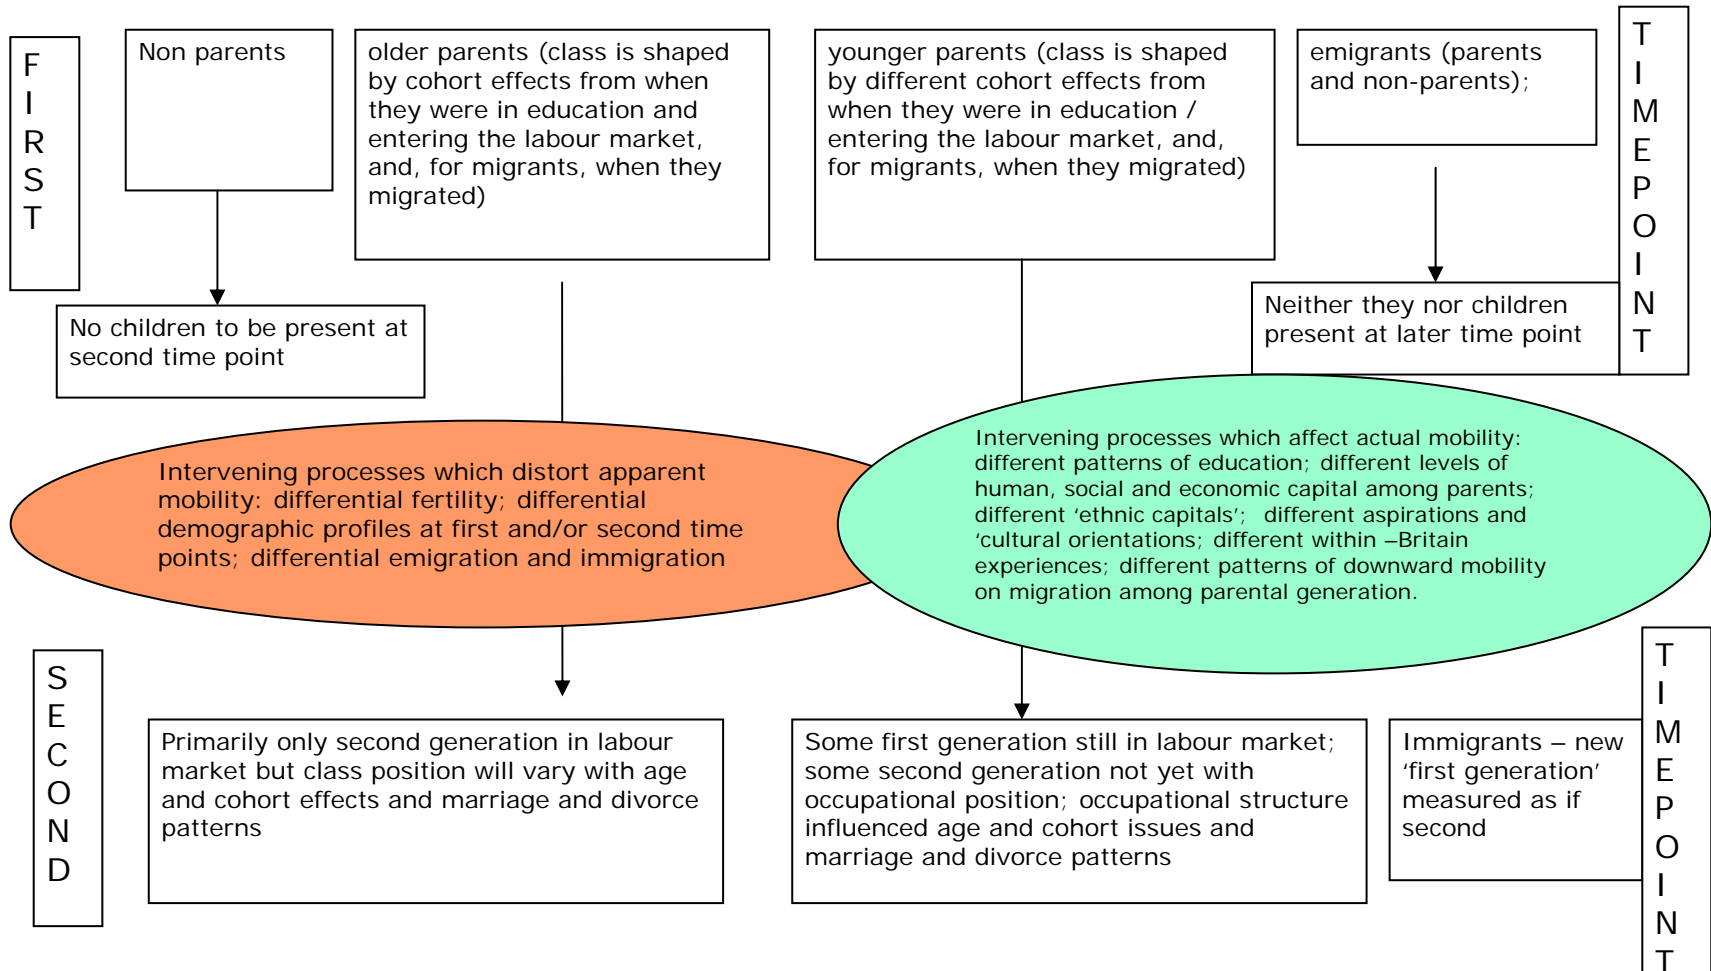 F
I
R
S
T
Non parents
older parents (class is shaped
by cohort effects from when
they were in education and
entering the labour market,
and, for migrants, when they
migrated)
younger parents (class is shaped
by different cohort effects from
when they were in education /
entering the labour market, and,
for migrants, when they migrated)
emigrants (parents
and non-parents);
T
I
M
E
P
O
I
N
T
No children to be present at
second time point
Neither they nor children
present at later time point
Intervening processes which distort apparent
mobility: differential fertility; differential
demographic profiles at first and/or second time
points; differential emigration and immigration
Intervening processes which affect actual mobility:
different patterns of education; different levels of
human, social and economic capital among parents;
different ‘ethnic capitals’;  different aspirations and
‘cultural orientations; different within –Britain
experiences; different patterns of downward mobility
on migration among parental generation.
S
E
C
O
N
D
Primarily only second generation in labour
market but class position will vary with age
and cohort effects and marriage and divorce
patterns
Some first generation still in labour market;
some second generation not yet with
occupational position; occupational structure
influenced age and cohort issues and
marriage and divorce patterns
Immigrants – new
‘first generation’
measured as if
second
T
I
M
E
P
O
I
N
T